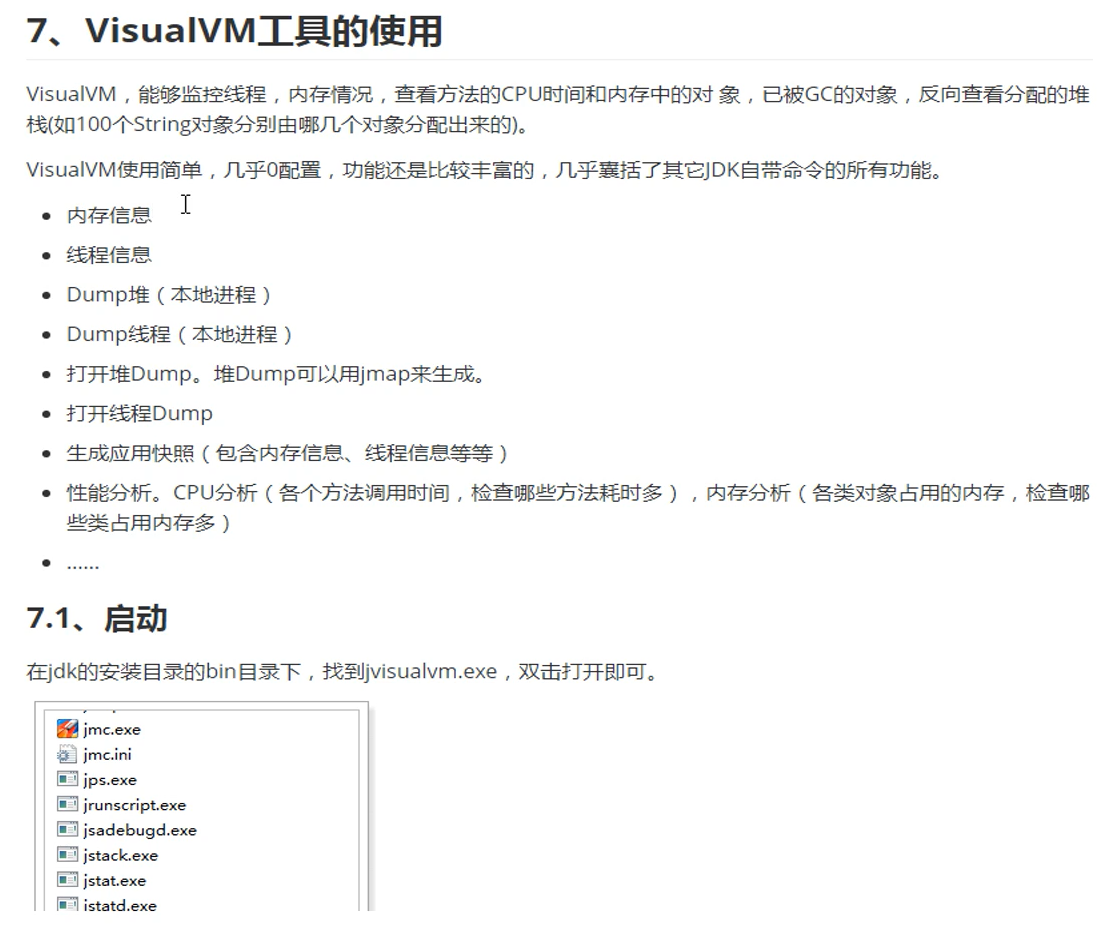 7、VisualVM工具的使用
VisualVM，能够监控线程，内存情况，查看方法的CPU时间和内存中的对 象，已被GC的对象，反向查看分配的堆
栈(如100个String对象分别由哪几个对象分配出来的)。
VisualVM使用简单，几乎0配置，功能还是比较丰富的，几乎囊括了其它JDK自带命令的所有功能。
• 内存信息
• 线程信息
• Dump堆（本地进程）
• Dump线程（本地进程）
• 打开堆Dump。堆Dump可以用jmap来生成。
• 打开线程Dump
• 生成应用快照（包含内存信息、线程信息等等）
• 性能分析。CPU分析（各个方法调用时间，检查哪些方法耗时多），内存分析（各类对象占用的内存，检查哪
些类占用内存多）
• ......
7.1、启动
在jdk的安装目录的bin目录下，找到jvisualvm.exe，双击打开即可。
jmc.exe
jmc.ini
jps.exe
jrunscript.exe
jsadebugd.exe
jstack.exe
jstat.exe
jstatd.exe